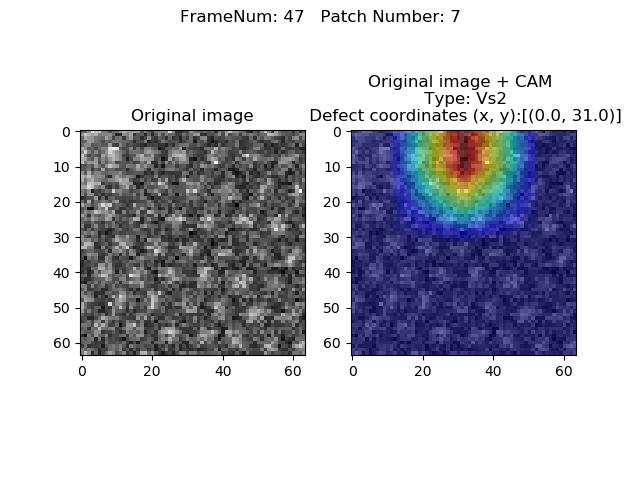 FrameNum: 47   Patch Number: 7
Original image
0
10
20
30
40
50
60
0 20 40 60
Original image + CAM
Type: Vs2
Defect coordinates (x, y):[(0.0, 31.0)]
0
10
20
30
40
50
60
0 20 40 60